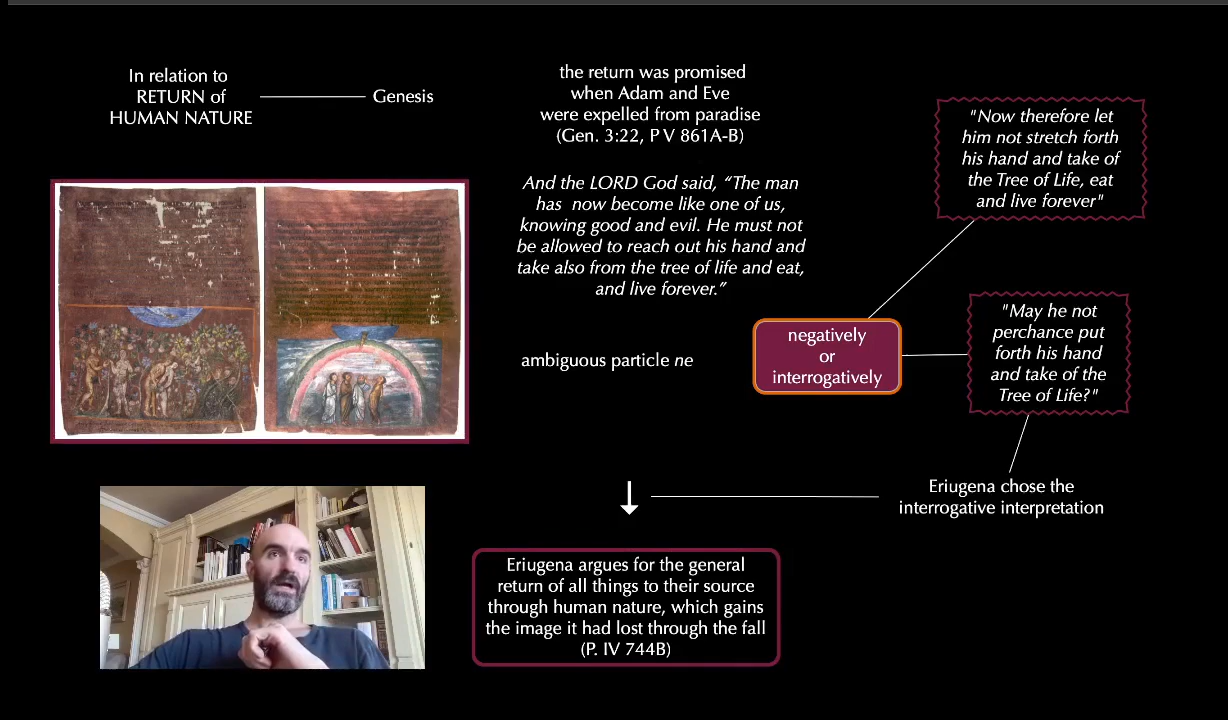 In relation to
RETURN of
HUMAN NATURE
Genesis
the return was promised
when Adam and Eve
were expelled from paradise
(Gen. 3:22, P V 861A-B)
And the LORD God said, “The man
has now become like one of us,
knowing good and evil. He must not
be allowed to reach out his hand and
take also from the tree of life and eat,
and live forever.”
ambiguous particle ne
negatively
or
interrogatively
"Now therefore let
him not stretch forth
his hand and take of
the Tree of Life, eat
and live forever"
"May he not
perchance put
forth his hand
and take of the
Tree of Life?"
Eriugena chose the
interrogative interpretation
Eriugena argues for the general
return of all things to their source
through human nature, which gains
the image it had lost through the fall
(P. IV 744B)